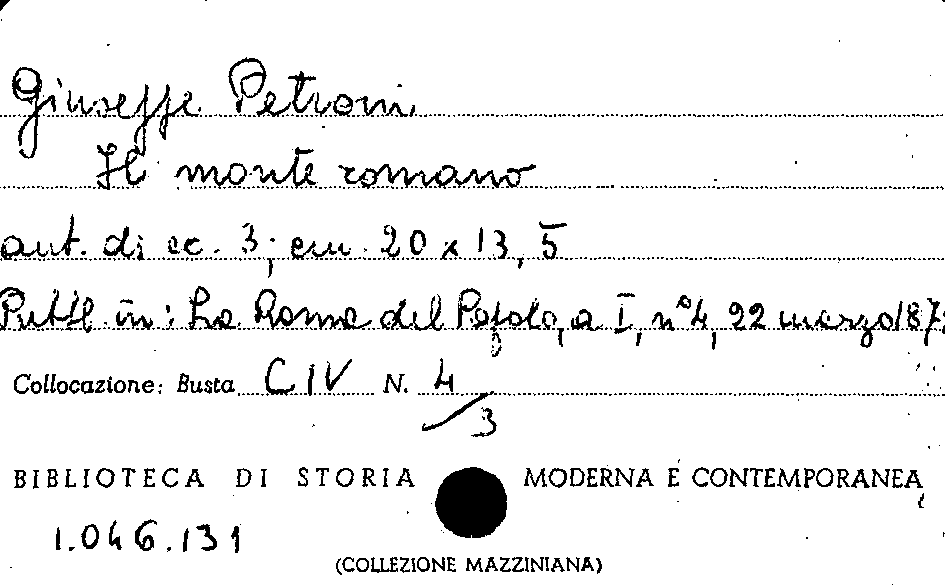 Giuseppe Petroni
Il monte romano
aut. di cc. 3; cm. 20 x 13,5
Pubbl. in: La Roma del Popolo, a I, n° 4, 22 marzo
Collocazione: Busta CIV N. 4/3
BIBLIOTECA DI STORIA MODERNA E CONTEMPORANEA
1.046.131
(COLLEZIONE MAZZINIANA)